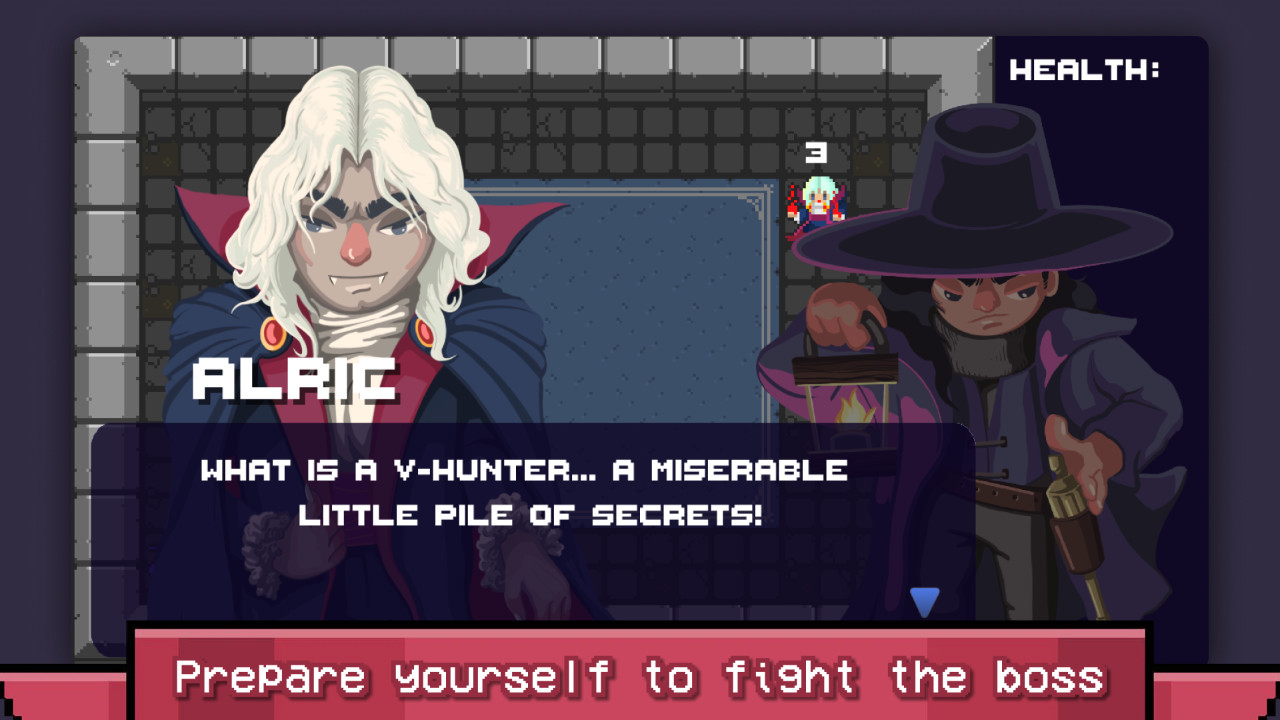 HEALTH:
3
ALRIC
WHAT IS A V-HUNTER... A MISERABLE
LITTLE PILE OF SECRETS!
Prepare yourself to fight the boss